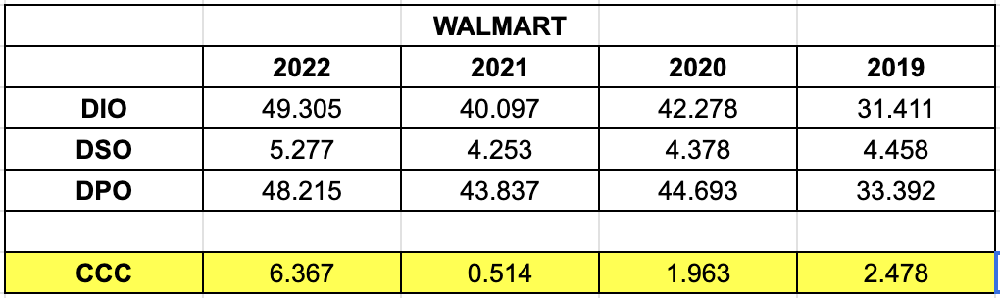 WALMART
2022 2021 2020 2019
DIO 49.305 40.097 42.278 31.411
DSO 5.277 4.253 4.378 4.458
DPO 48.215 43.837 44.693 33.392
CCC 6.367 0.514 1.963 2.478